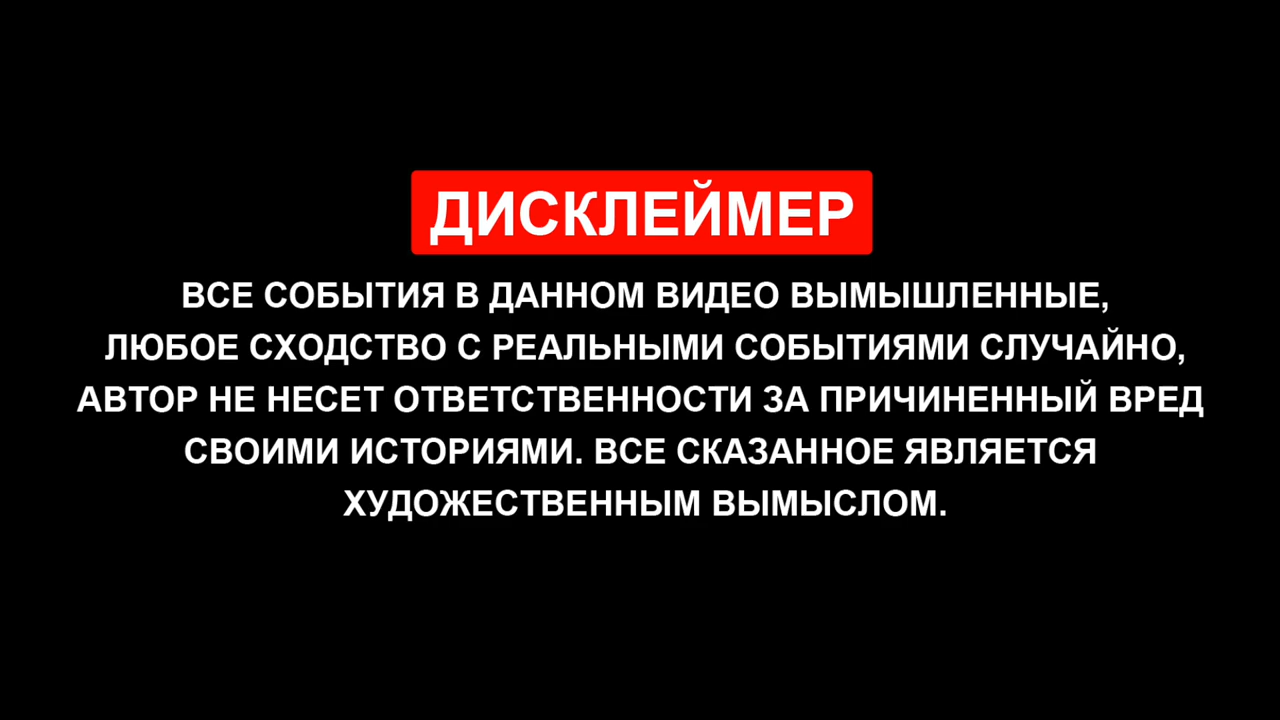 ДИСКЛЕЙМЕР
ВСЕ СОБЫТИЯ В ДАННОМ ВИДЕО ВЫМЫШЛЕННЫЕ,
ЛЮБОЕ СХОДСТВО С РЕАЛЬНЫМИ СОБЫТИЯМИ СЛУЧАЙНО,
АВТОР НЕ НЕСЕТ ОТВЕТСТВЕННОСТИ ЗА ПРИЧИНЕННЫЙ ВРЕД
СВОИМИ ИСТОРИЯМИ. ВСЕ СКАЗАННОЕ ЯВЛЯЕТСЯ
ХУДОЖЕСТВЕННЫМ ВЫМЫСЛОМ.